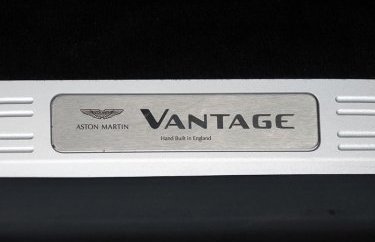 ASTON MARTIN VANTAGE
Hand Built in England